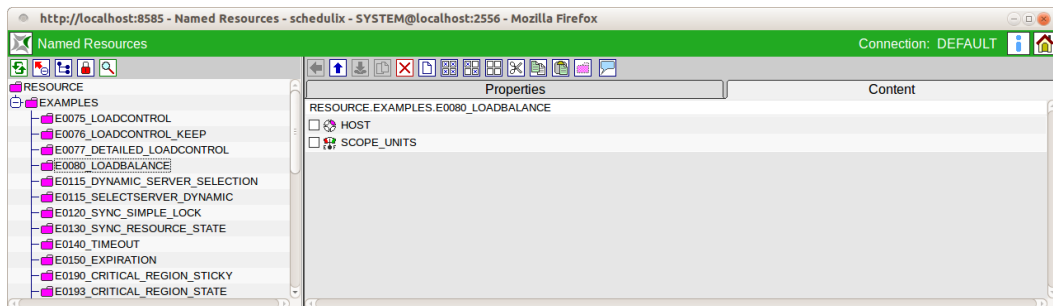 http://localhost:8585 - Named Resources - schedulix - SYSTEM@localhost:2556 - Mozilla Firefox
Named Resources
Connection: DEFAULT
RESOURCE
EXAMPLES
E0075_LOADCONTROL
E0076_LOADCONTROL_KEEP
E0077_DETAILED_LOADCONTROL
E0080_LOADBALANCE
E0115_DYNAMIC_SERVER_SELECTION
E0115_SELECTSERVER_DYNAMIC
E0120_SYNC_SIMPLE_LOCK
E0130_SYNC_RESOURCE_STATE
E0140_TIMEOUT
E0150_EXPIRATION
E0190_CRITICAL_REGION_STICKY
E0193_CRITICAL_REGION_STATE
Properties
Content
RESOURCE.EXAMPLES.E0080_LOADBALANCE
HOST
SCOPE_UNITS